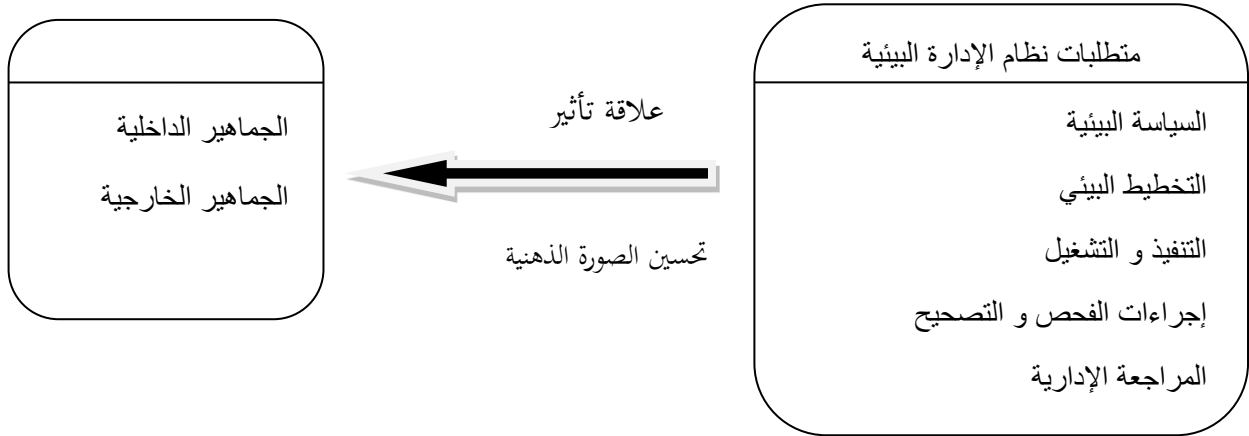 متطلبات نظام الإدارة البيئية
السياسة البيئية
التخطيط البيئي
التنفيذ و التشغيل
إجراءات الفحص و التصحيح
المراجعة الإدارية
علاقة تأثير
تحسين الصورة الذهنية
الجماهير الداخلية
الجماهير الخارجية